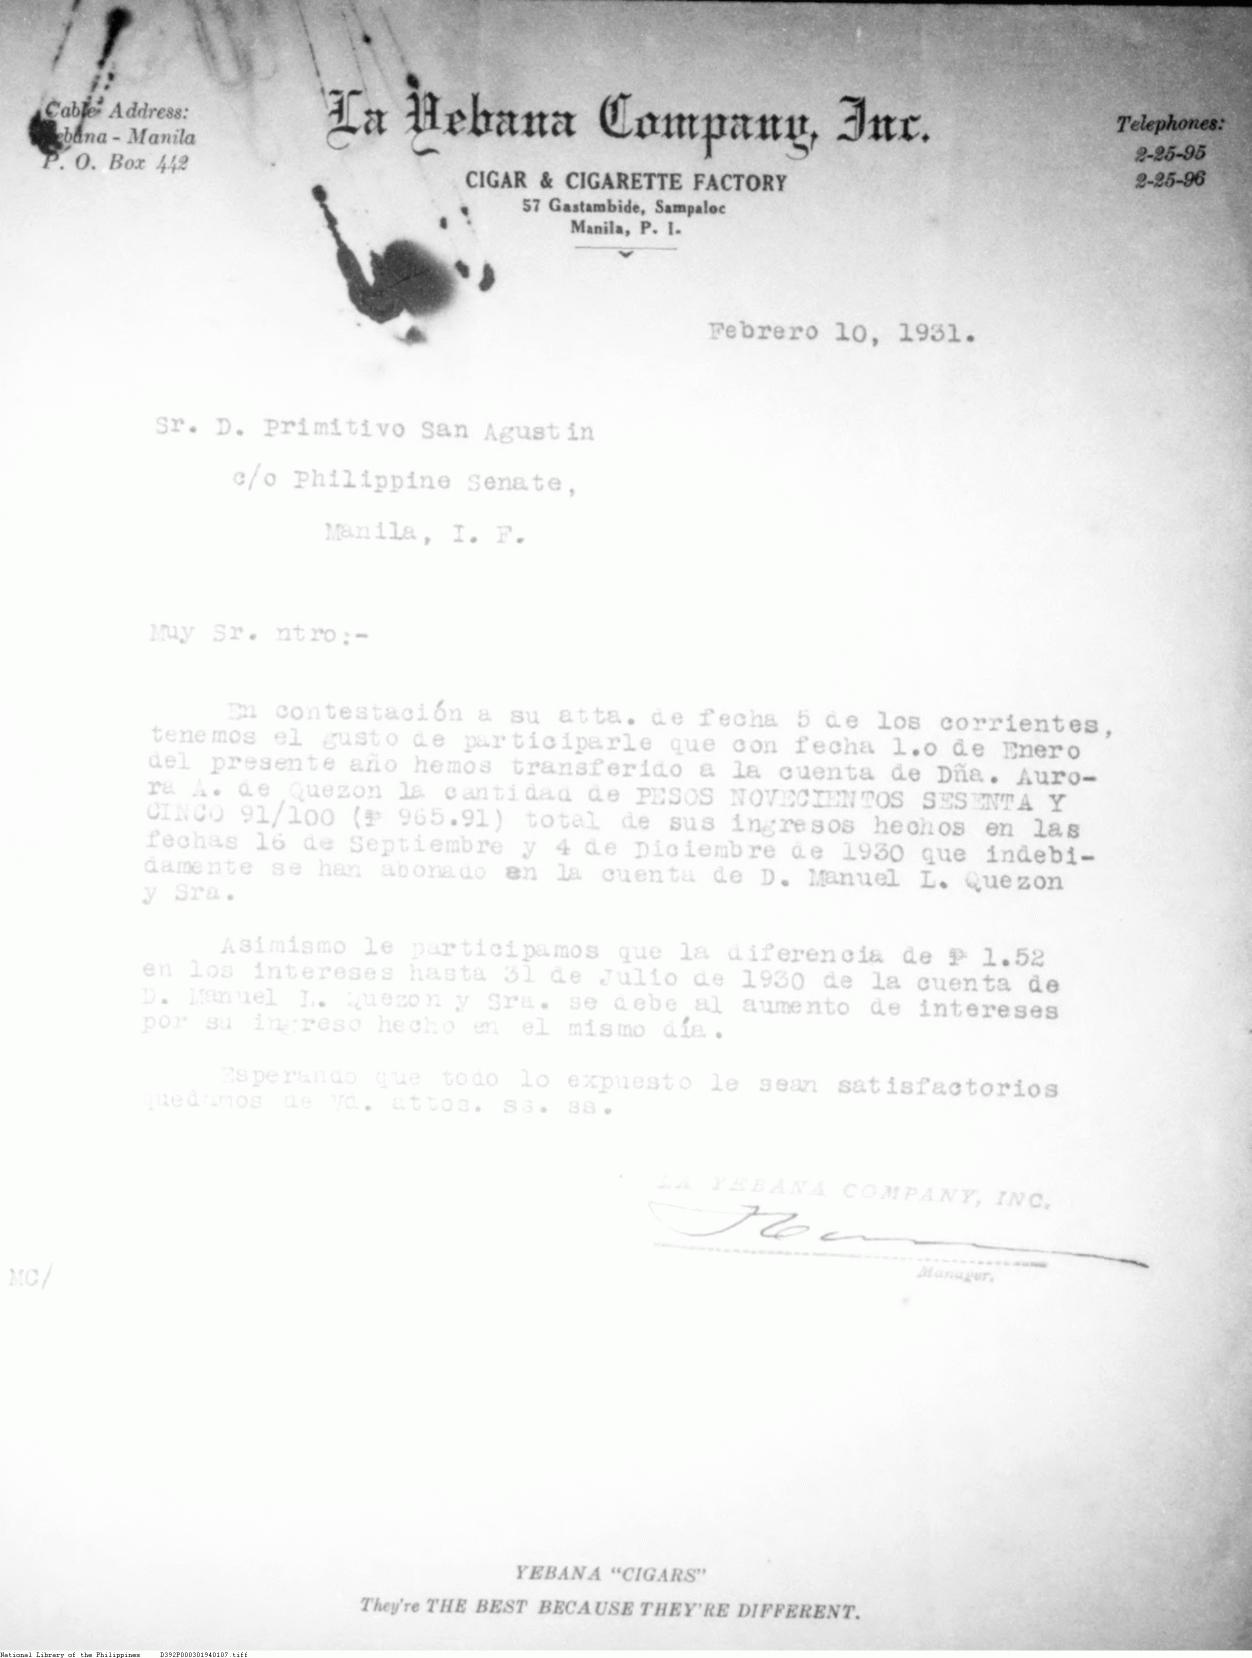 Cable Address:
Yebana - Manila
P. O. Box 442
La Yebana Company, Inc.
CIGAR & CIGARETTE FACTORY
57 Gastambide, Sampaloc
Manila, P. I.
Telephones:
2-25-95
2-25-96
Febrero 10, 1931.
Sr. D. Primitivo San Agustin
c/o Philippine Senate,
Manila, I. F.
Muy Sr. ntro:-
En contestación a su atta. de fecha 5 de los corrientes,
tenemos el gusto de participarle que con fecha 1.o de Enero
del presente año hemos transferido a la cuenta de Dña. Auro-
ra A. de Quezon la cantidad de PESOS NOVECIENTOS SESENTA Y
CINCO 91/100 (₱ 965.91) total de sus ingresos hechos en las
fechas 16 de Septiembre y 4 de Diciembre de 1930 que indebi-
damente se han abonado en la cuenta de D. Manuel L. Quezon
y Sra.
Asimismo le participamos que la diferencia de ₱ 1.52
en los intereses hasta 31 de Julio de 1930 de la cuenta de
D. Manuel L. Quezon y Sra. se debe al aumento de intereses
por su ingreso hecho en el mismo día.
Esperando que todo lo expuesto le sean satisfactorios
quedamos de Vd. attos. ss. ss.
LA YEBANA COMPANY, INC.
Manager.
MC/
YEBANA "CIGARS"
They're THE BEST BECAUSE THEY'RE DIFFERENT.
National Library of the Philippines D392P000301940107.tiff